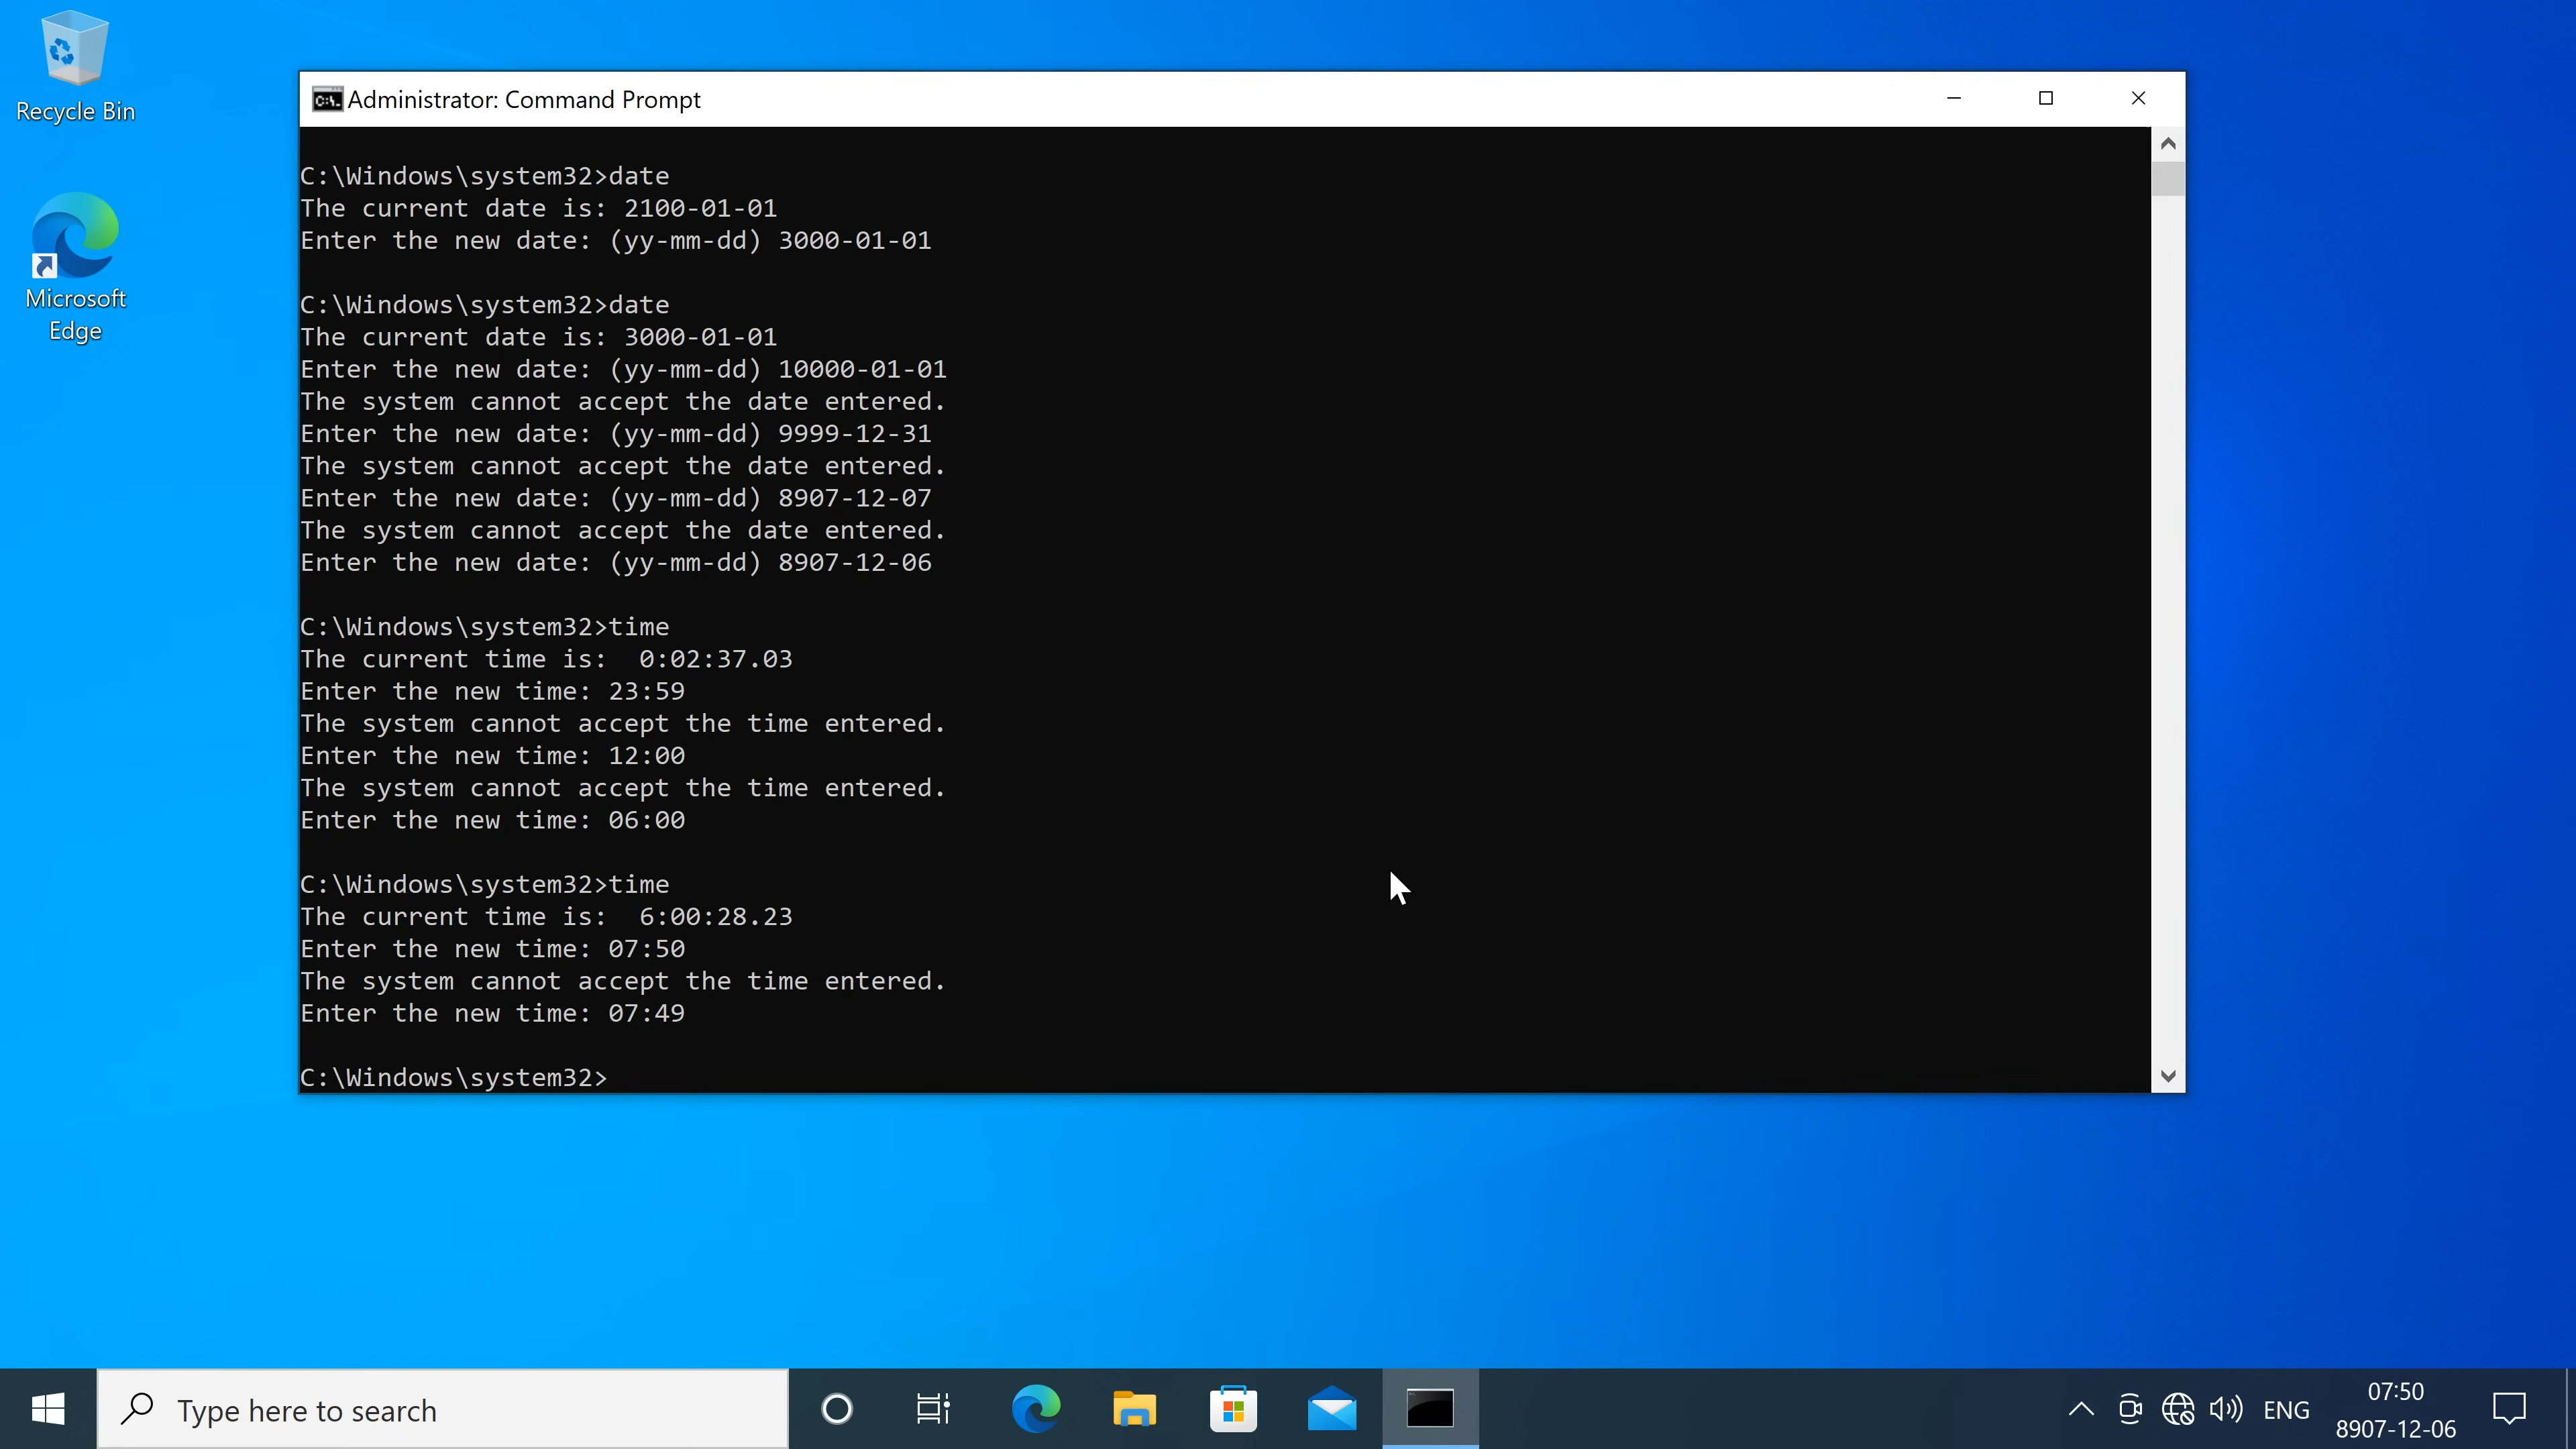 Recycle Bin
Microsoft
Edge
Administrator: Command Prompt
C:\Windows\system32>date
The current date is: 2100-01-01
Enter the new date: (yy-mm-dd) 3000-01-01
C:\Windows\system32>date
The current date is: 3000-01-01
Enter the new date: (yy-mm-dd) 10000-01-01
The system cannot accept the date entered.
Enter the new date: (yy-mm-dd) 9999-12-31
The system cannot accept the date entered.
Enter the new date: (yy-mm-dd) 8907-12-07
The system cannot accept the date entered.
Enter the new date: (yy-mm-dd) 8907-12-06
C:\Windows\system32>time
The current time is:  0:02:37.03
Enter the new time: 23:59
The system cannot accept the time entered.
Enter the new time: 12:00
The system cannot accept the time entered.
Enter the new time: 06:00
C:\Windows\system32>time
The current time is:  6:00:28.23
Enter the new time: 07:50
The system cannot accept the time entered.
Enter the new time: 07:49
C:\Windows\system32>
Type here to search
ENG
07:50
8907-12-06